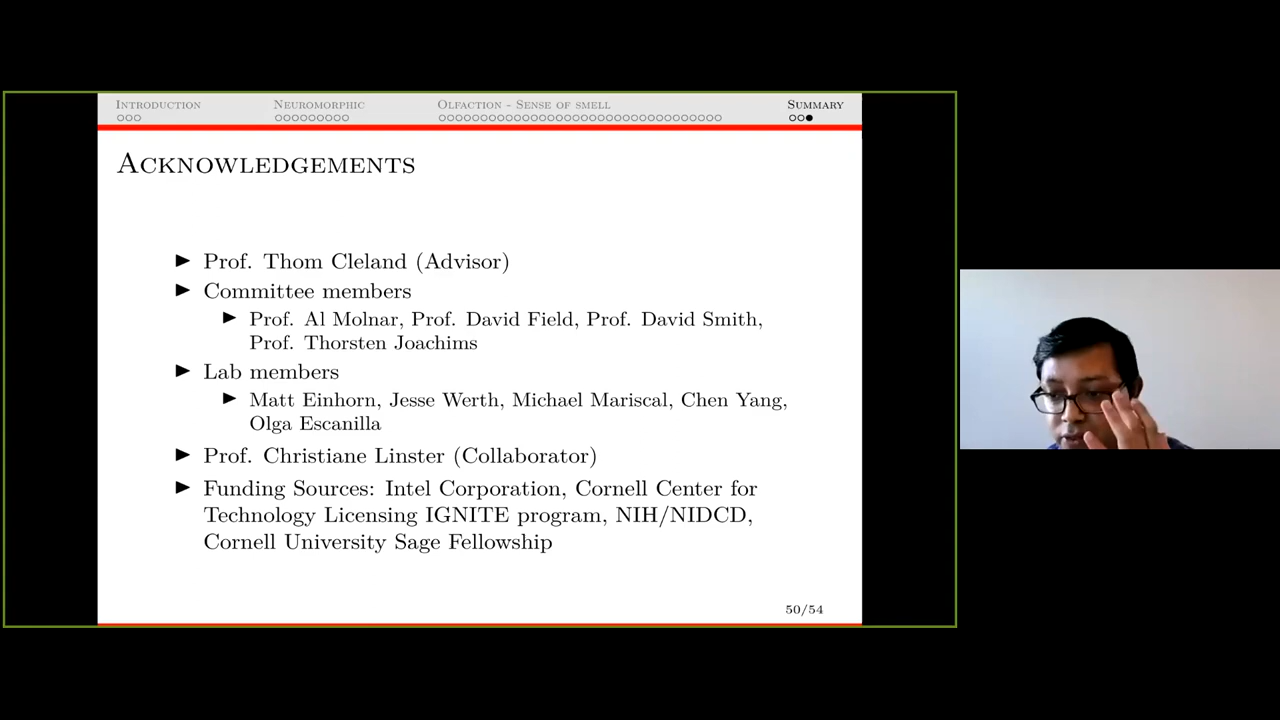 INTRODUCTION NEUROMORPHIC OLFACTION - SENSE OF SMELL SUMMARY
ACKNOWLEDGEMENTS
Prof. Thom Cleland (Advisor)
Committee members
Prof. Al Molnar, Prof. David Field, Prof. David Smith,
Prof. Thorsten Joachims
Lab members
Matt Einhorn, Jesse Werth, Michael Mariscal, Chen Yang,
Olga Escanilla
Prof. Christiane Linster (Collaborator)
Funding Sources: Intel Corporation, Cornell Center for
Technology Licensing IGNITE program, NIH/NIDCD,
Cornell University Sage Fellowship
50/54